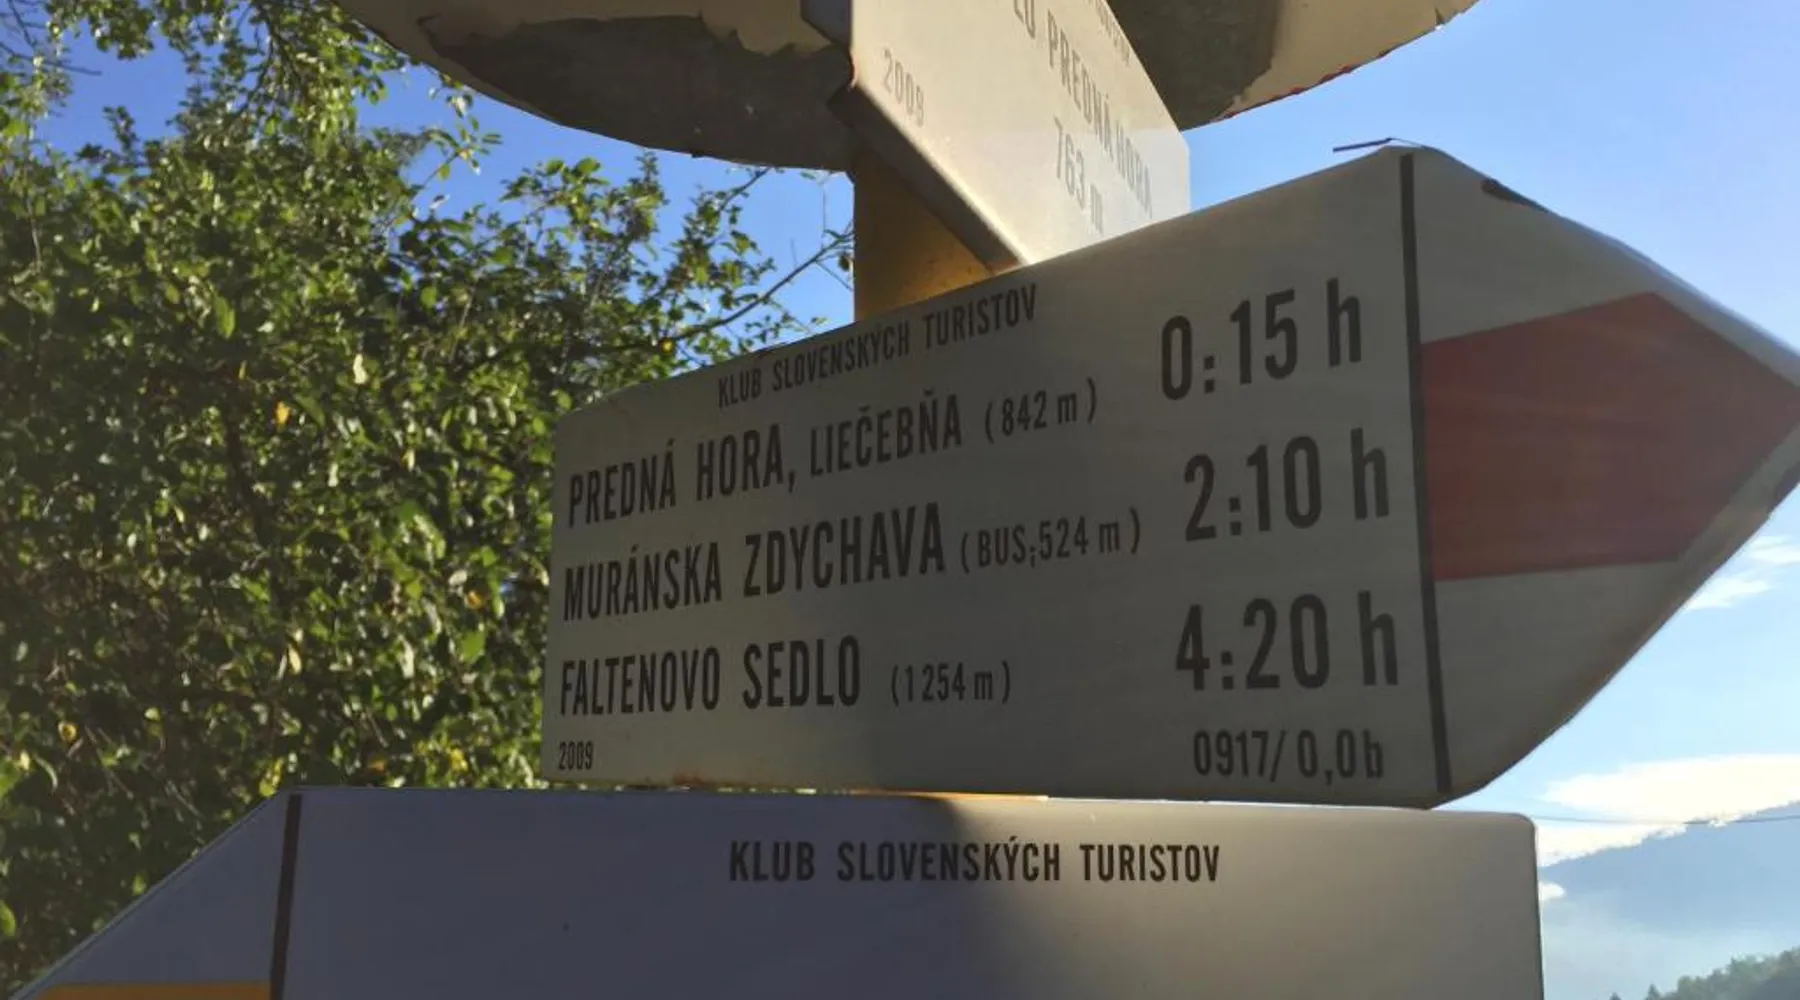 PREDNÁ HORA
763 m
2009
KLUB SLOVENSKÝCH TURISTOV
PREDNÁ HORA, LIEČEBŇA (842 m) 0:15 h
MURÁNSKA ZDYCHAVA (BUS;524 m) 2:10 h
FALTENOVO SEDLO (1254 m) 4:20 h
2009 0917/0,0b
KLUB SLOVENSKÝCH TURISTOV